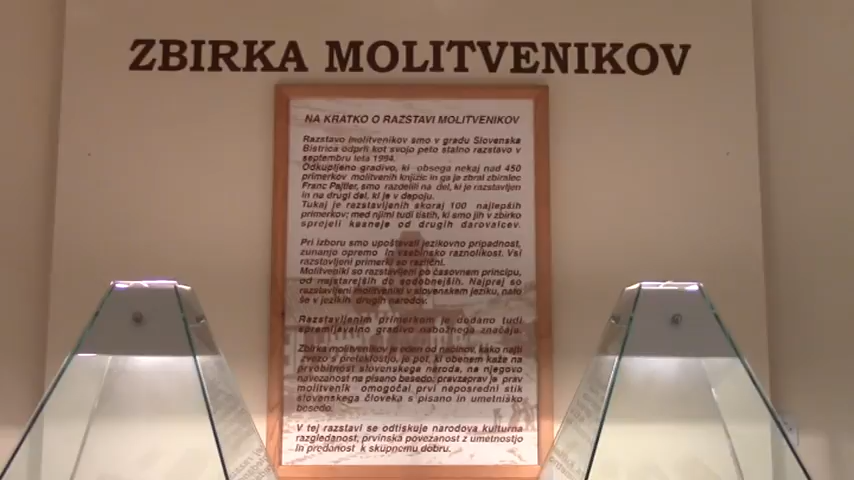 ZBIRKA MOLITVENIKOV
NA KRATKO O RAZSTAVI MOLITVENIKOV
Razstavo molitvenikov smo v gradu Slovenska
Bistrica odprli kot svojo peto stalno razstavo v
septembru leta 1994.
Odkupljeno gradivo, ki obsega nekaj nad 450
primerkov molitvenih knjižic in ga je zbral zbiralec
Franc Pajtler, smo razdelili na del, ki je razstavljen
in na drugi del, ki je v depoju.
Tukaj je razstavljenih skoraj 100 najlepših
primerkov; med njimi tudi tistih, ki smo jih v zbirko
sprejeli kasneje od drugih darovalcev.
Pri izboru smo upoštevali jezikovno pripadnost,
zunanjo opremo in vsebinsko raznolikost. Vsi
razstavljeni primerki so različni.
Molitveniki so razstavljeni po časovnem principu,
od najstarejših do sodobnejših. Najprej so
razstavljeni molitveniki v slovenskem jeziku, nato
še v jezikih drugih narodov.
Razstavljenim primerkom je dodano tudi
spremljevalno gradivo nabožnega značaja.
Zbirka molitvenikov je eden od načinov, kako najti
zvezo s preteklostjo, je pot, ki obenem kaže na
prvobitnost slovenskega naroda, na njegovo
navezanost na pisano besedo, pravzaprav je prav
molitvenik omogočal prvi neposredni stik
slovenskega človeka s pisano in umetniško
besedo.
V tej razstavi se odtiskuje narodova kulturna
razgledanost, prvinska povezanost z umetnostjo
in predanost k skupnemu dobru.